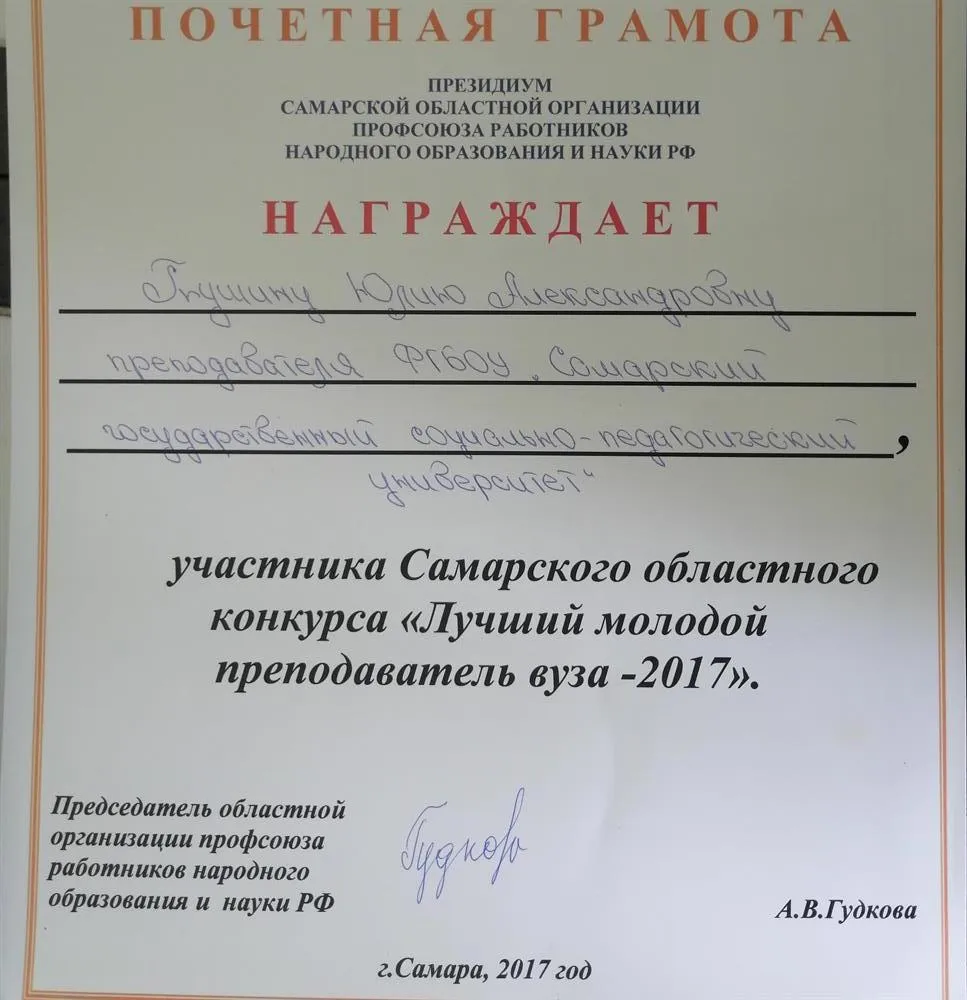 ПОЧЕТНАЯ ГРАМОТА
ПРЕЗИДИУМ
САМАРСКОЙ ОБЛАСТНОЙ ОРГАНИЗАЦИИ
ПРОФСОЮЗА РАБОТНИКОВ
НАРОДНОГО ОБРАЗОВАНИЯ И НАУКИ РФ
НАГРАЖДАЕТ
Юлию Александровну
преподавателя ФГБОУ „Самарский
государственный социально-педагогический,
университет“
участника Самарского областного
конкурса «Лучший молодой
преподаватель вуза -2017».
Председатель областной
организации профсоюза
работников народного
образования и науки РФ
Гудкова
А.В.Гудкова
г.Самара, 2017 год